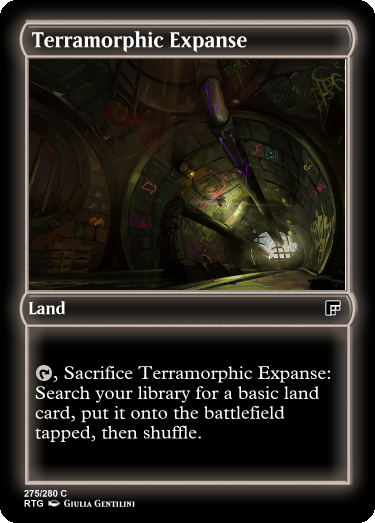 Terramorphic Expanse
Land
, Sacrifice Terramorphic Expanse:
Search your library for a basic land
card, put it onto the battlefield
tapped, then shuffle.
275/280 C
RTG Giulia Gentilini